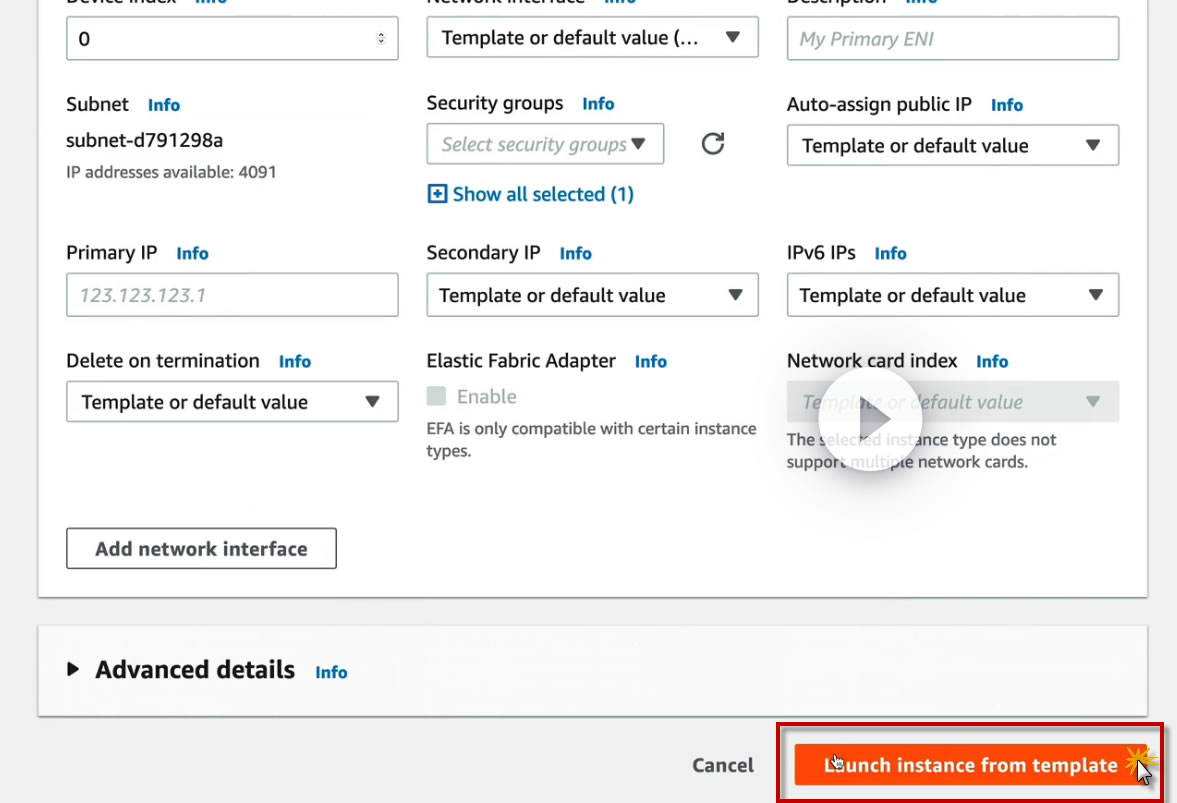 Device index Info
Network interface Info
Description Info
0
Template or default value (...
My Primary ENI
Subnet Info
Security groups Info
Auto-assign public IP Info
subnet-d791298a
Select security groups
Template or default value
IP addresses available: 4091
Show all selected (1)
Primary IP Info
Secondary IP Info
IPv6 IPs Info
123.123.123.1
Template or default value
Template or default value
Delete on termination Info
Elastic Fabric Adapter Info
Network card index Info
Template or default value
Enable
Template or default value
EFA is only compatible with certain instance
types.
The selected instance type does not
support multiple network cards.
Add network interface
Advanced details Info
Cancel
Launch instance from template